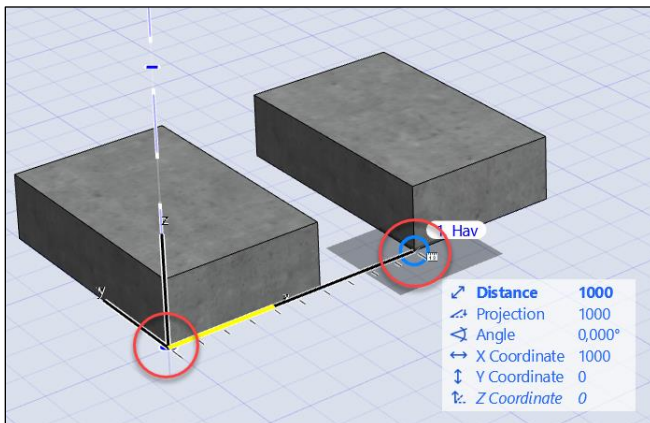 z
y
1. Hav
Distance 1000
Projection 1000
Angle 0,000°
X Coordinate 1000
Y Coordinate 0
Z Coordinate 0